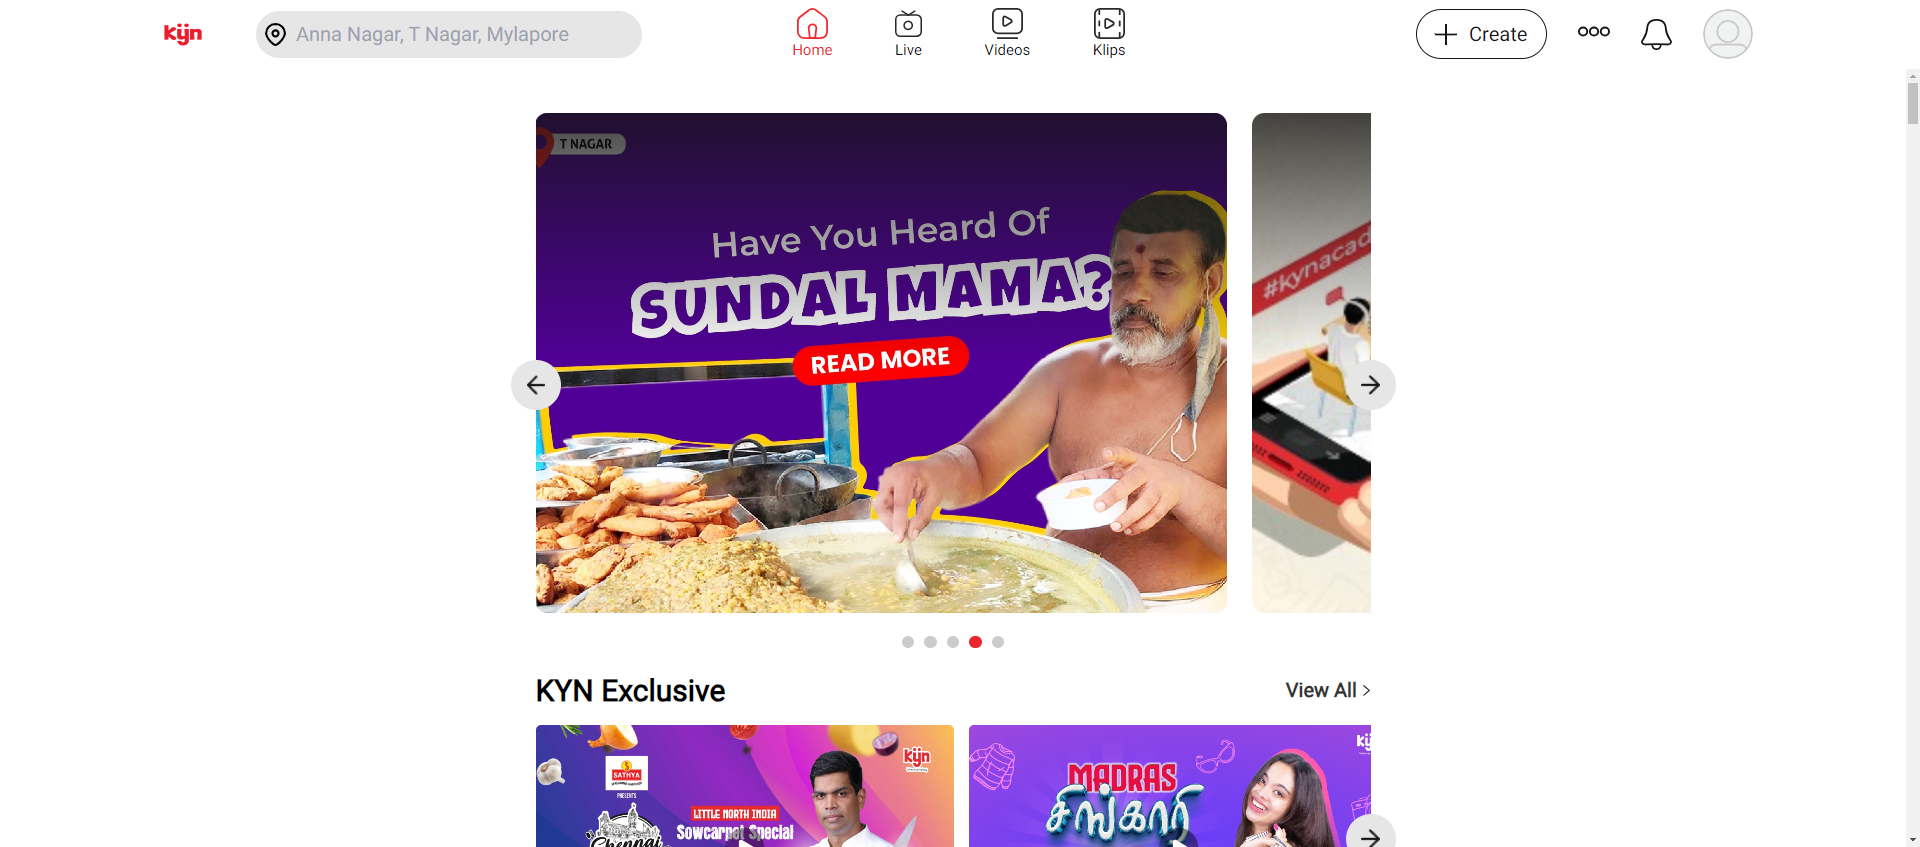 kyn
Anna Nagar, T Nagar, Mylapore
Home
Live
Videos
Klips
Create
T NAGAR
Have You Heard Of
SUNDAL MAMA?
READ MORE
#kynacad
KYN Exclusive
View All
SATHYA
PRESENTS
Chennai
LITTLE NORTH INDIA
Sowcarpet Special
kyn
MADRAS
சிங்காரி